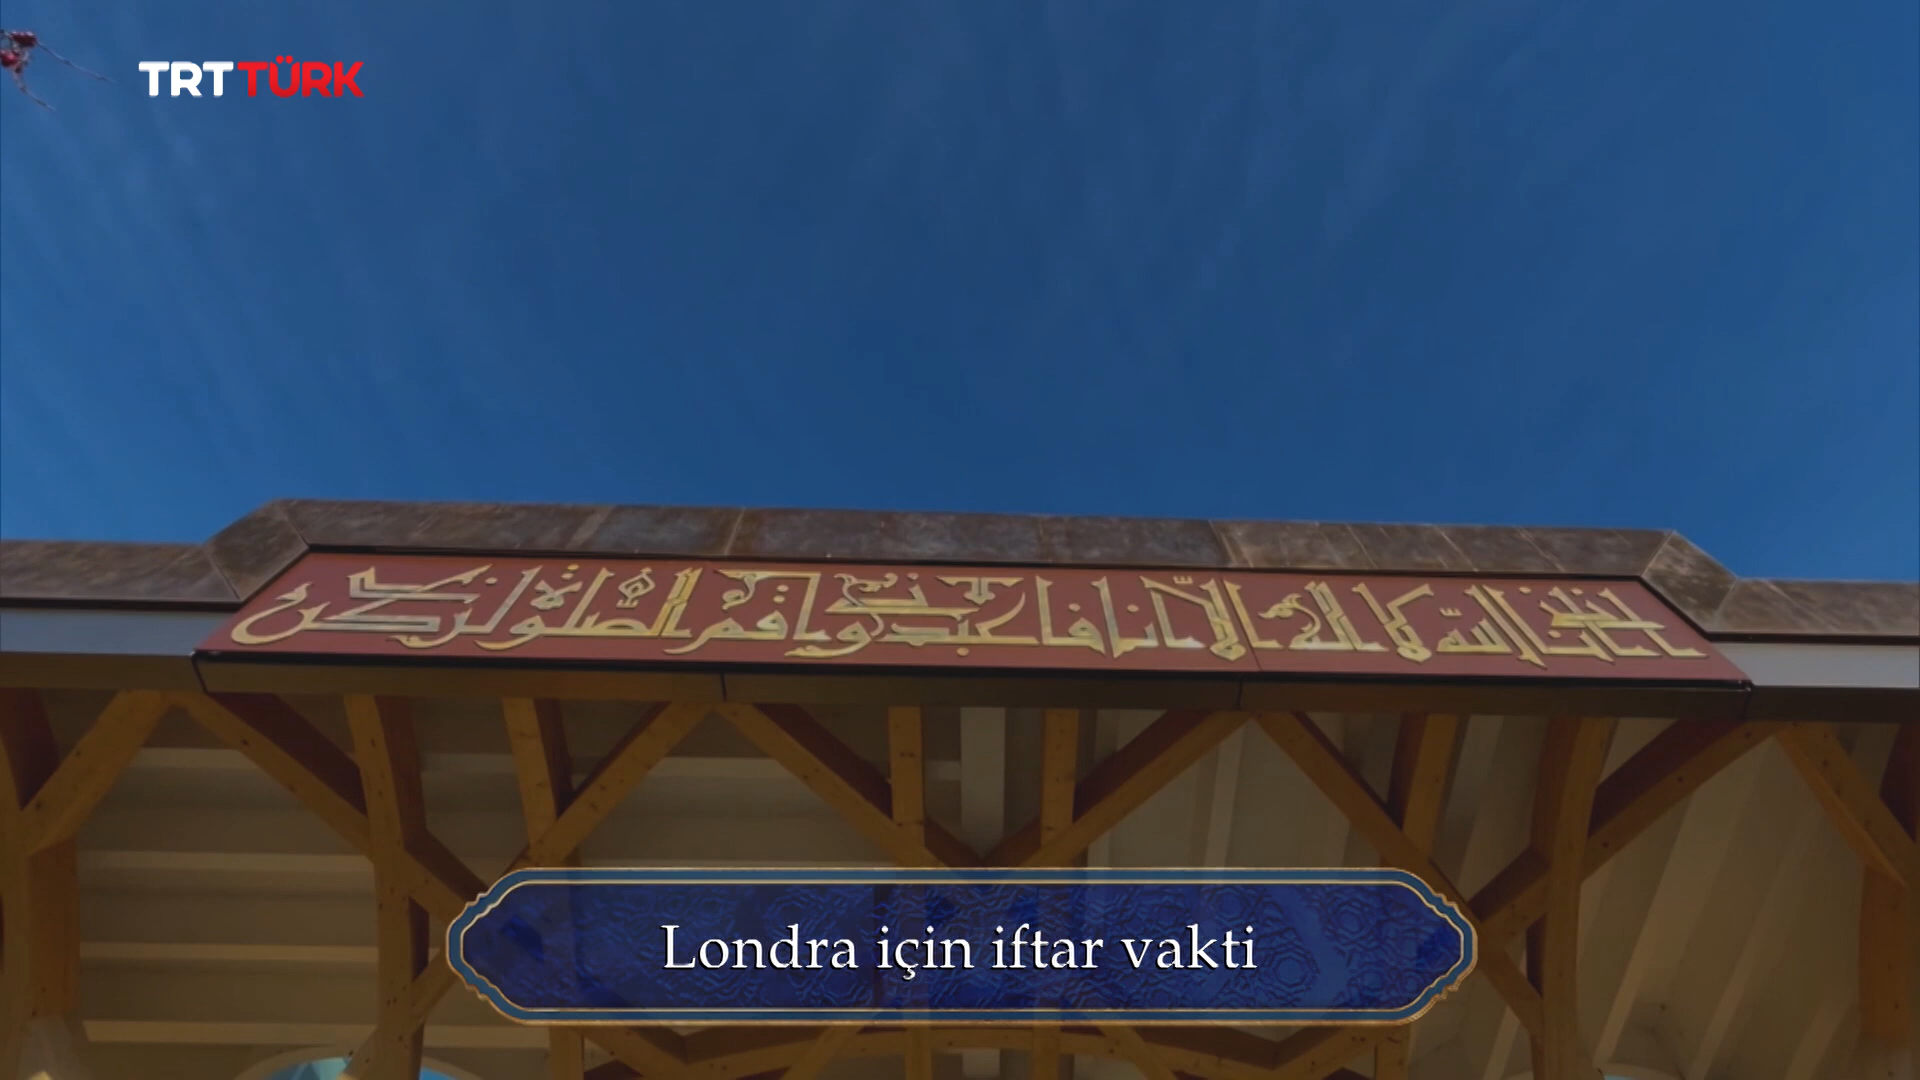 TRT TÜRK
إنني أنا الله لا إله إلا أنا فاعبدني وأقم الصلوة لذكري
Londra için iftar vakti